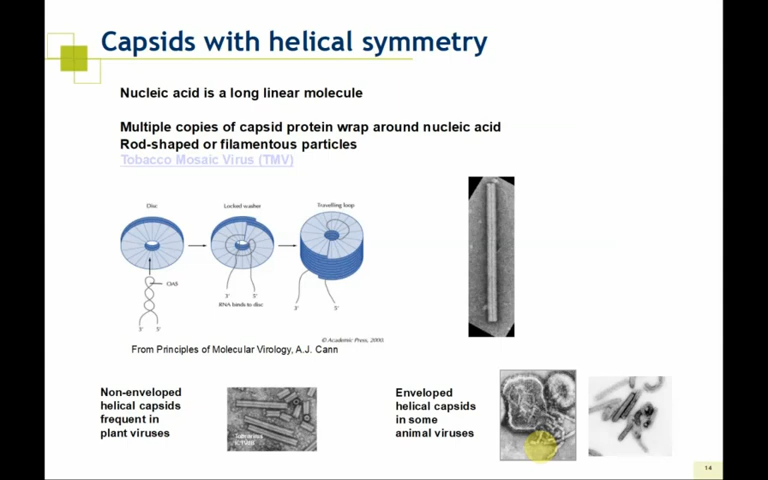 Capsids with helical symmetry
Nucleic acid is a long linear molecule
Multiple copies of capsid protein wrap around nucleic acid
Rod-shaped or filamentous particles
Tobacco Mosaic Virus (TMV)
Disc
Locked washer
Travelling loop
OAS
3'
5'
3'
5'
RNA binds to disc
3'
5'
© Academic Press, 2000.
From Principles of Molecular Virology, A.J. Cann
Non-enveloped
helical capsids
frequent in
plant viruses
Enveloped
helical capsids
in some
animal viruses
14